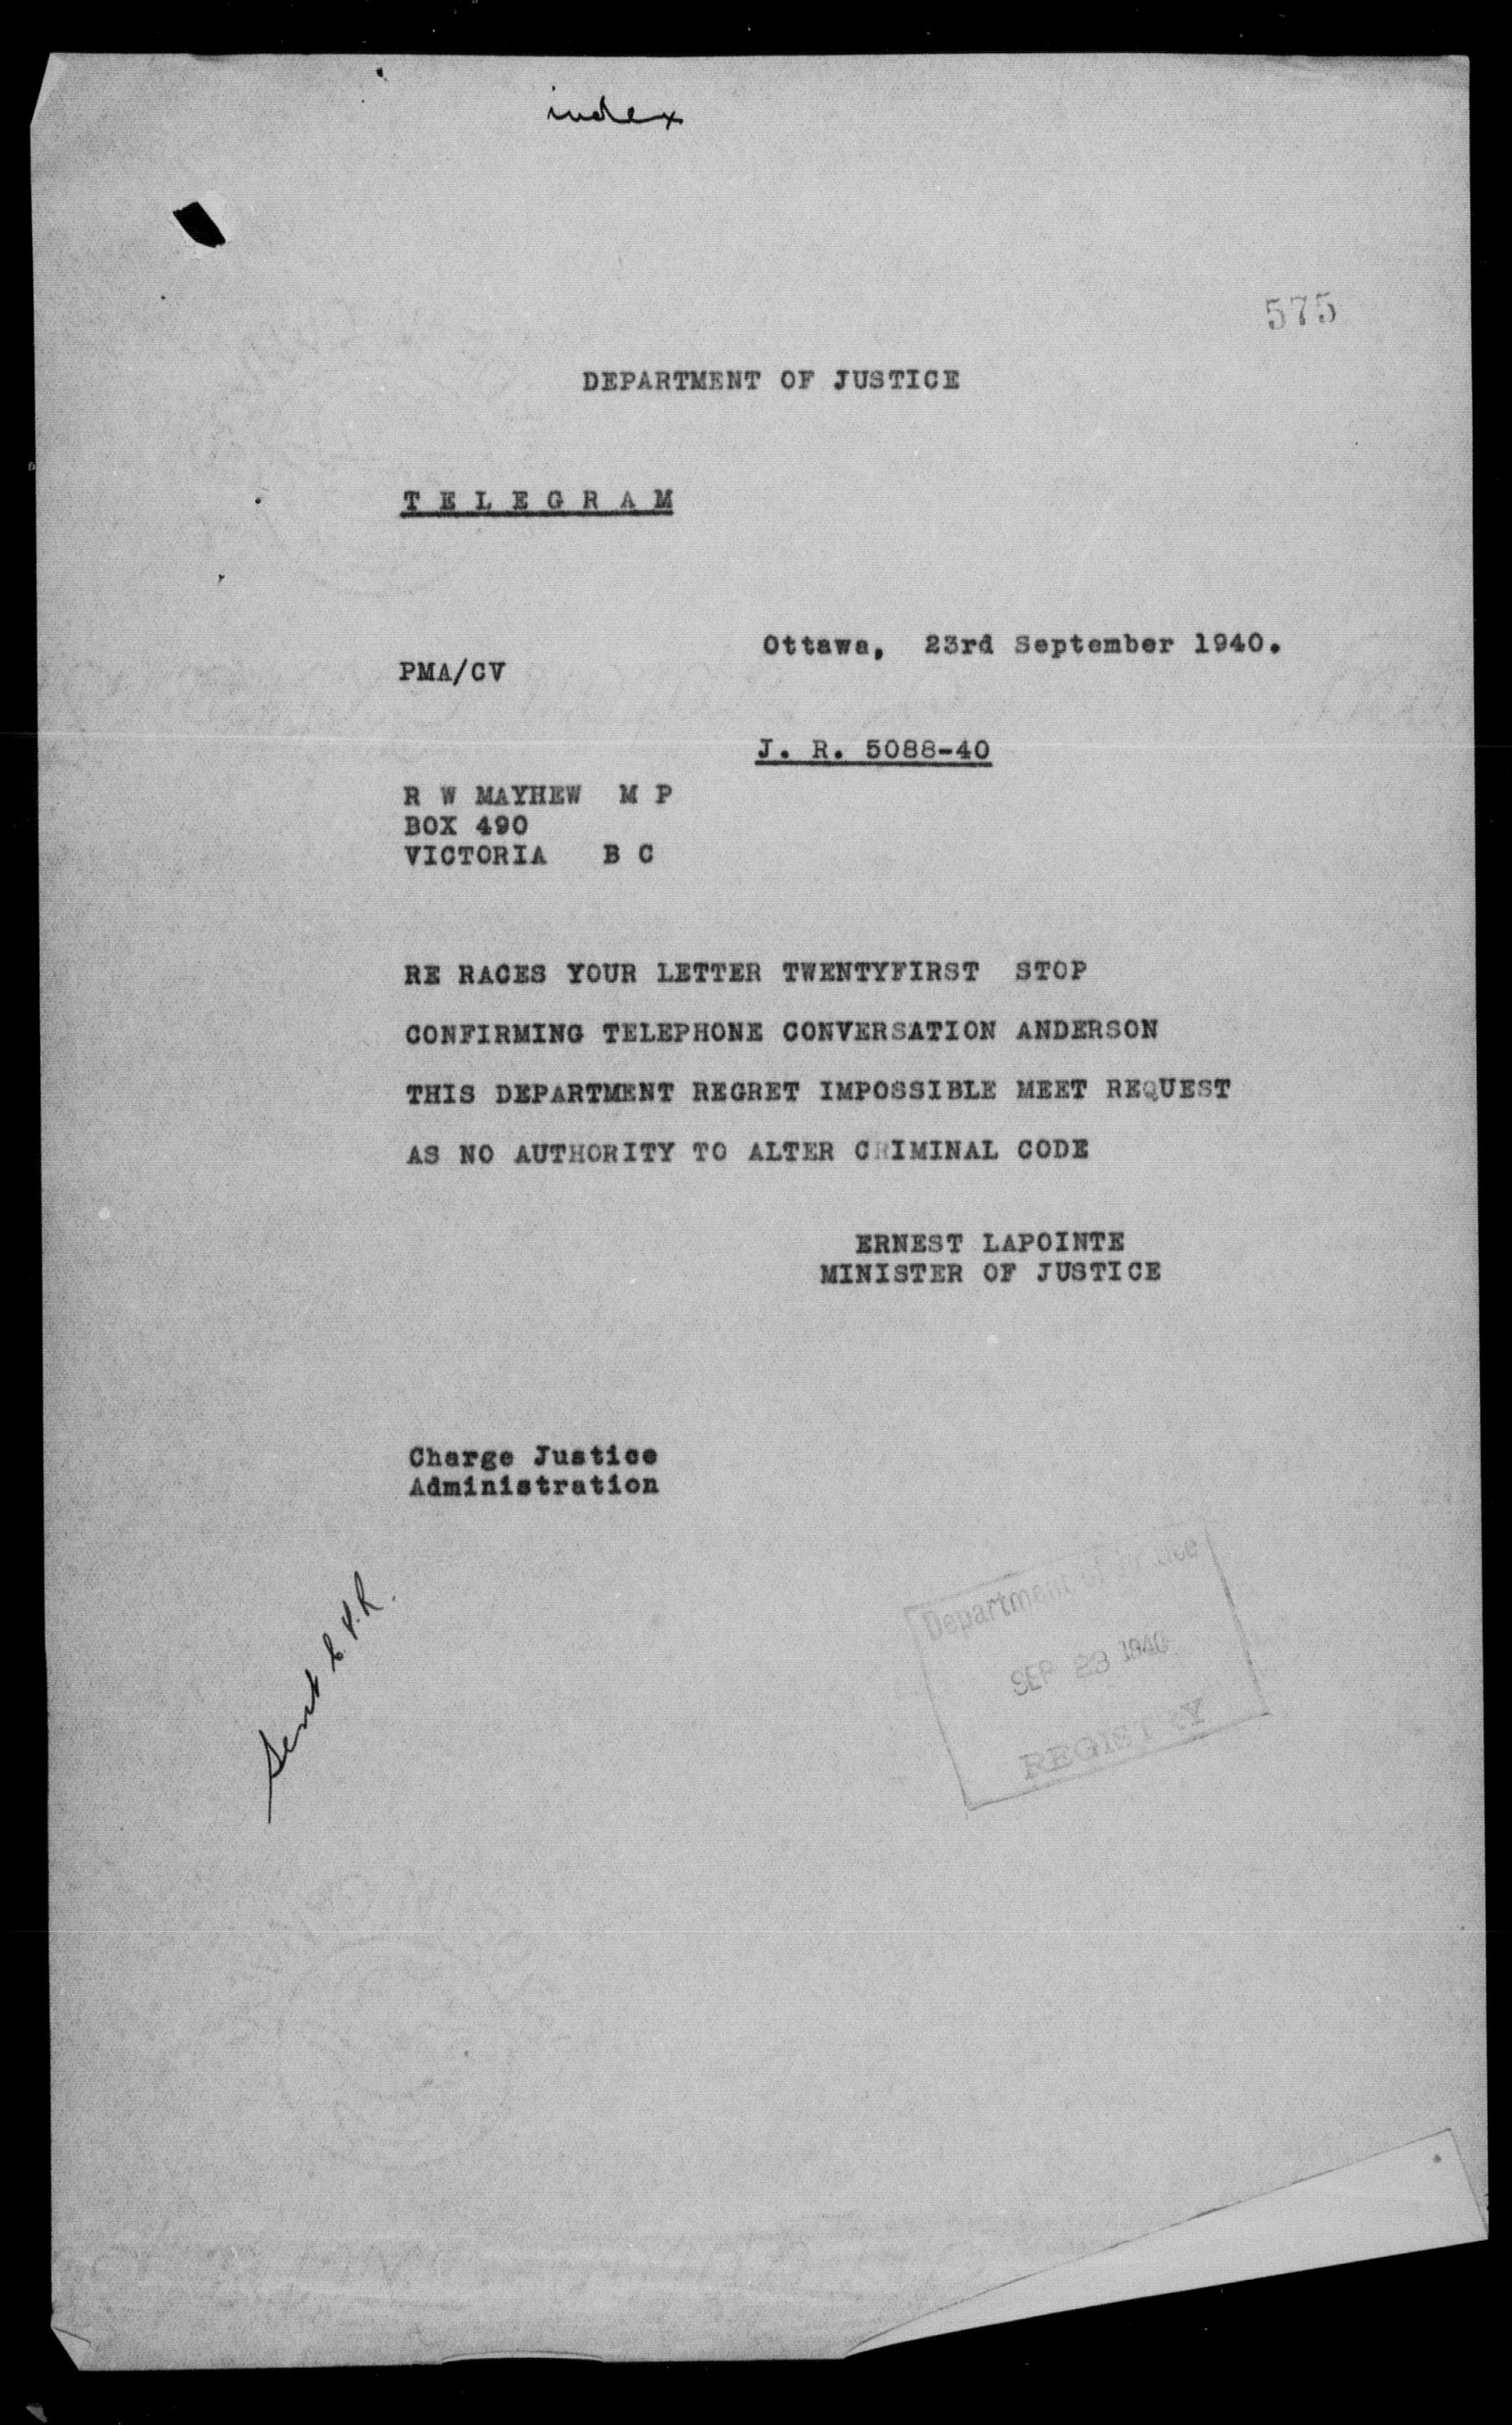 index
575
DEPARTMENT OF JUSTICE
T E L E G R A M
Ottawa, 23rd September 1940.
PMA/CV
J. R. 5088-40
R W MAYHEW M P
BOX 490
VICTORIA B C
RE RACES YOUR LETTER TWENTYFIRST STOP
CONFIRMING TELEPHONE CONVERSATION ANDERSON
THIS DEPARTMENT REGRET IMPOSSIBLE MEET REQUEST
AS NO AUTHORITY TO ALTER CRIMINAL CODE
ERNEST LAPOINTE
MINISTER OF JUSTICE
Charge Justice
Administration
Sent C.P.R.
Department of Justice
SEP 23 1940
REGISTRY